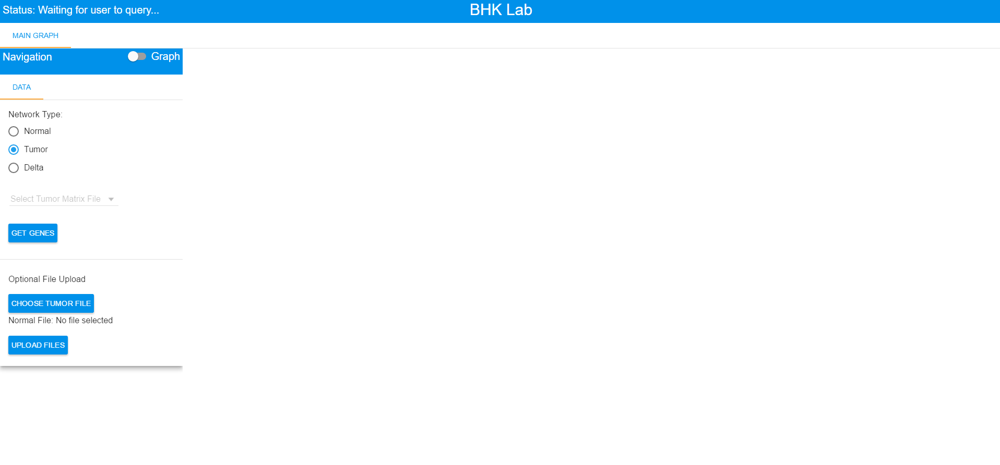 Status: Waiting for user to query...
BHK Lab
MAIN GRAPH
Navigation
Graph
DATA
Network Type:
Normal
Tumor
Delta
Select Tumor Matrix File
GET GENES
Optional File Upload
CHOOSE TUMOR FILE
Normal File: No file selected
UPLOAD FILES